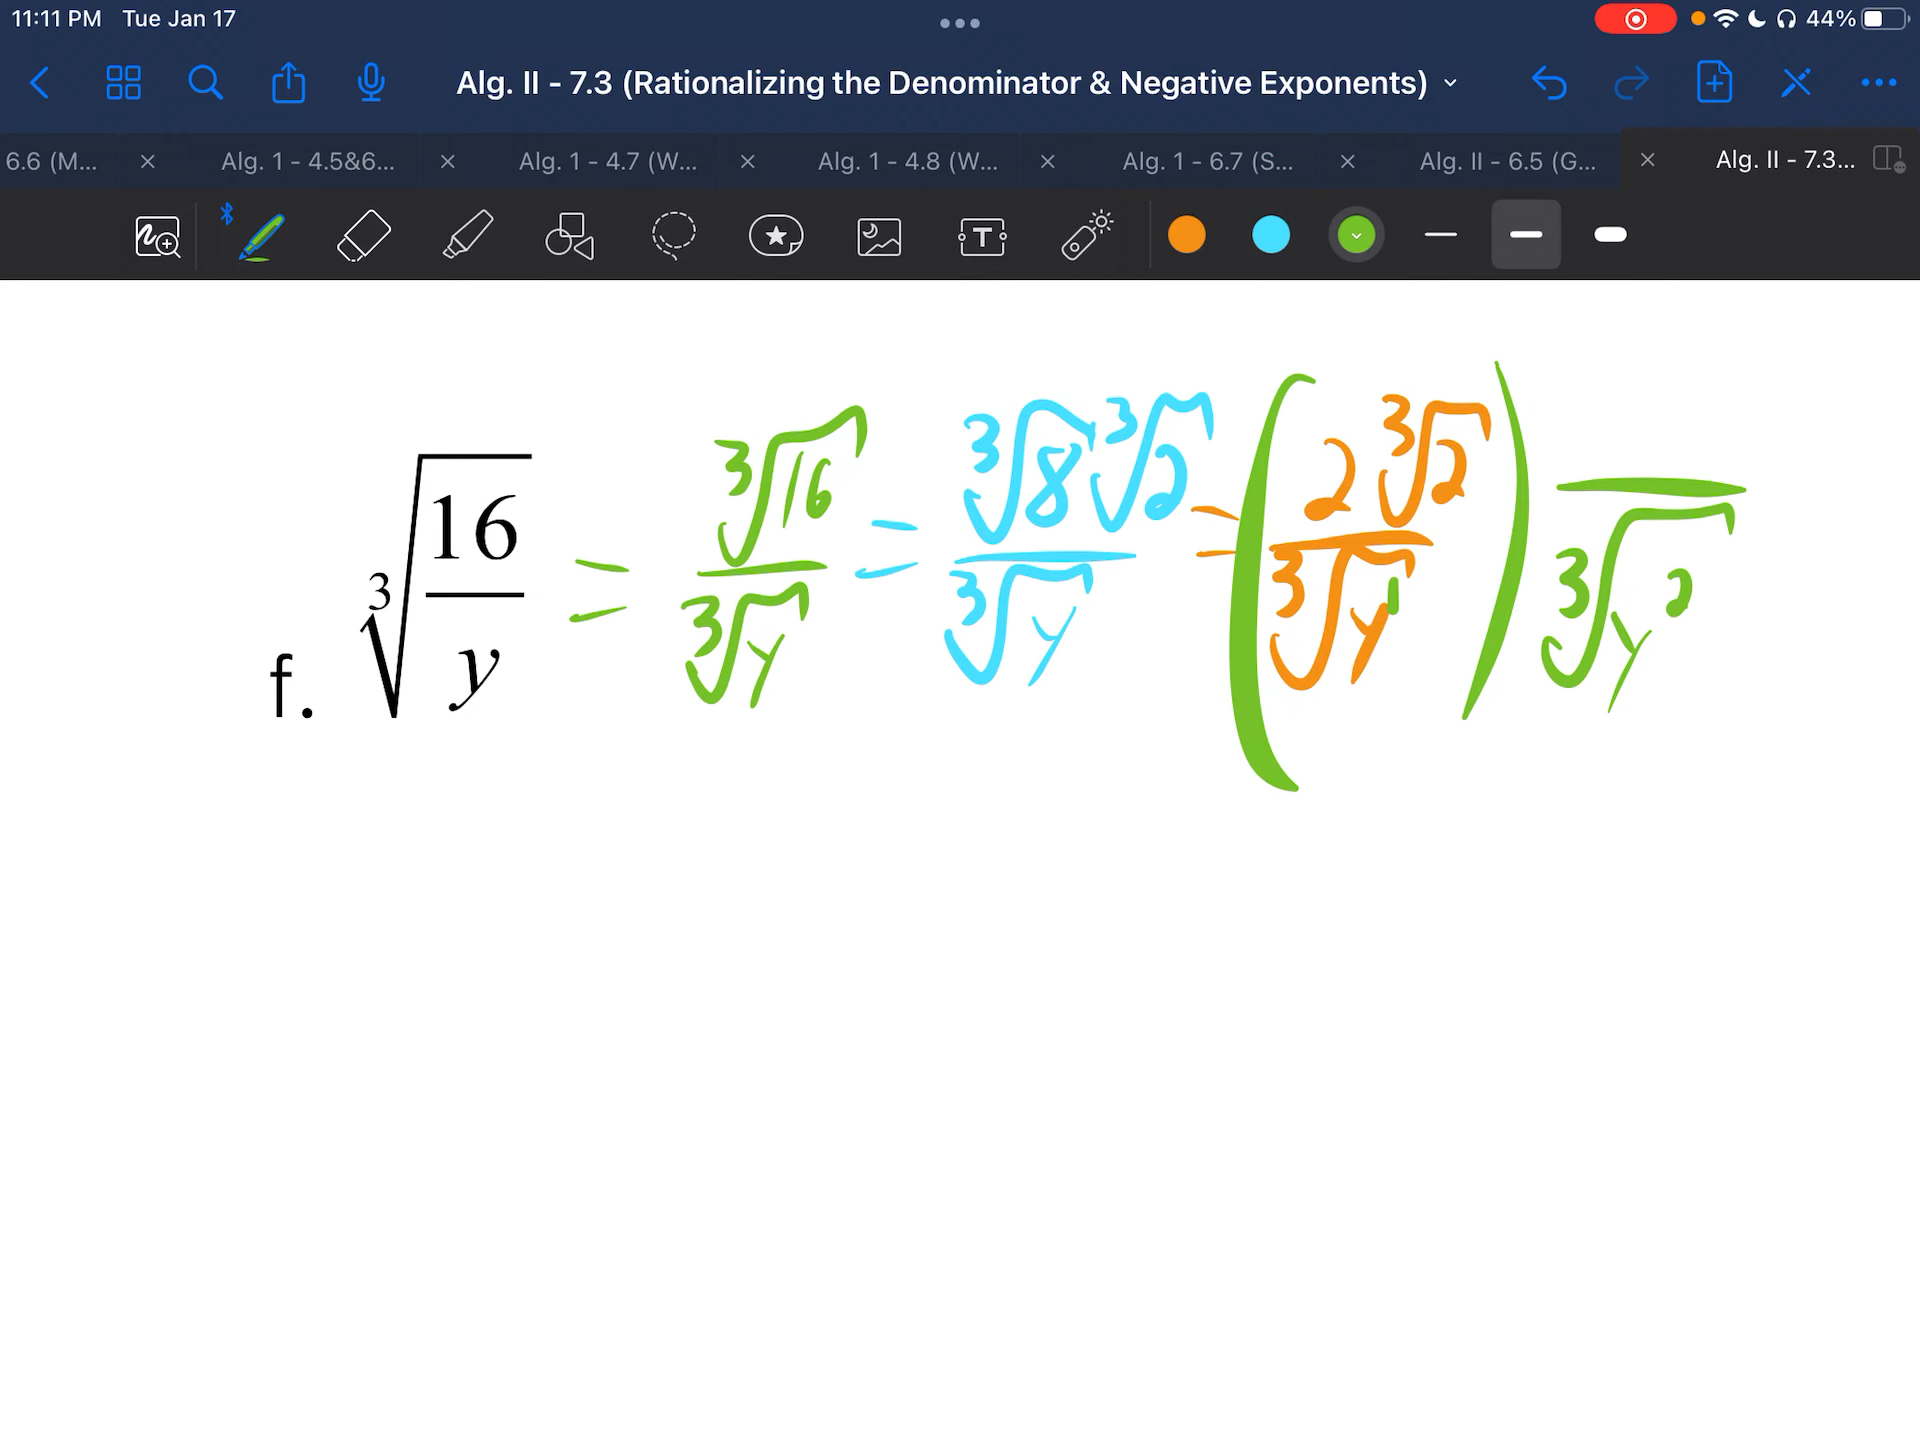 11:11 PM Tue Jan 17 44%
Alg. II - 7.3 (Rationalizing the Denominator & Negative Exponents)
6.6 (M... × Alg. 1 - 4.5&6... × Alg. 1 - 4.7 (W... × Alg. 1 - 4.8 (W... × Alg. 1 - 6.7 (S... × Alg. II - 6.5 (G... × Alg. II - 7.3...
f. ∛(16/y) = ∛16/∛y = ∛8 ∛2/∛y = (2∛2/∛y¹) —/∛y²